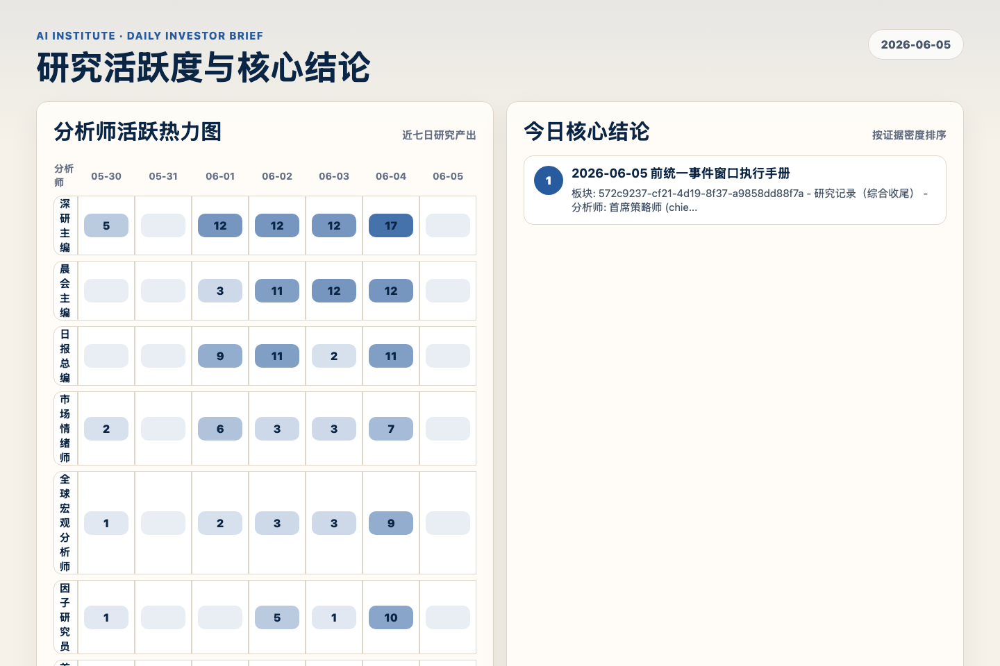 AI INSTITUTE · DAILY INVESTOR BRIEF
研究活跃度与核心结论
2026-06-05
分析师活跃热力图
近七日研究产出
分析师 05-30 05-31 06-01 06-02 06-03 06-04 06-05
深研主编 5 12 12 12 17
晨会主编 3 11 12 12
日报总编 9 11 2 11
市场情绪师 2 6 3 3 7
全球宏观分析师 1 2 3 3 9
因子研究员 1 5 1 10
今日核心结论
按证据密度排序
1
2026-06-05 前统一事件窗口执行手册
板块: 572c9237-cf21-4d19-8f37-a9858dd88f7a - 研究记录（综合收尾） -
分析师: 首席策略师 (chie...